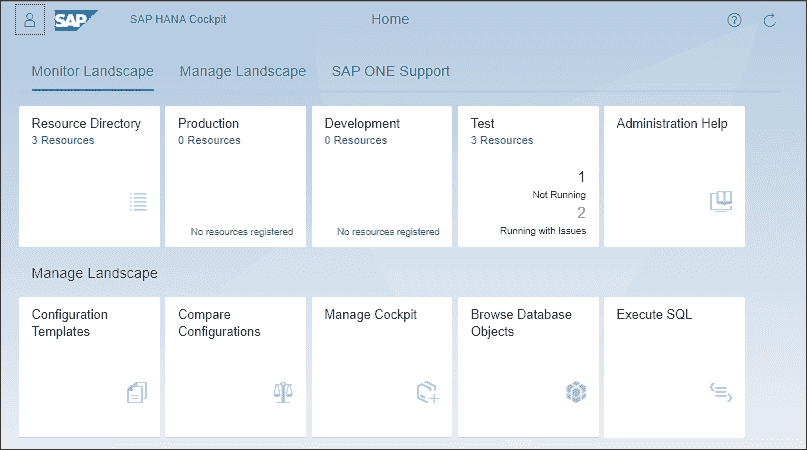 SAP SAP HANA Cockpit Home
Monitor Landscape Manage Landscape SAP ONE Support
Resource Directory
3 Resources
Production
0 Resources
No resources registered
Development
0 Resources
No resources registered
Test
3 Resources
1
Not Running
2
Running with Issues
Administration Help
Manage Landscape
Configuration
Templates
Compare
Configurations
Manage Cockpit
Browse Database
Objects
Execute SQL